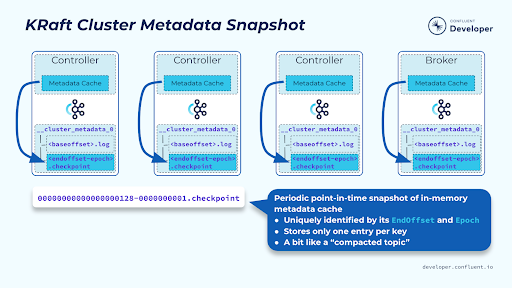 KRaft Cluster Metadata Snapshot
CONFLUENT
Developer
Controller
Metadata Cache
__cluster_metadata_0
<baseoffset>.log
<endoffset-epoch>
.checkpoint
Controller
Metadata Cache
__cluster_metadata_0
<baseoffset>.log
<endoffset-epoch>
.checkpoint
Controller
Metadata Cache
__cluster_metadata_0
<baseoffset>.log
<endoffset-epoch>
.checkpoint
Broker
Metadata Cache
__cluster_metadata_0
<baseoffset>.log
<endoffset-epoch>
.checkpoint
00000000000000000128-0000000001.checkpoint
Periodic point-in-time snapshot of in-memory
metadata cache
● Uniquely identified by its EndOffset and Epoch
● Stores only one entry per key
● A bit like a “compacted topic”
developer.confluent.io